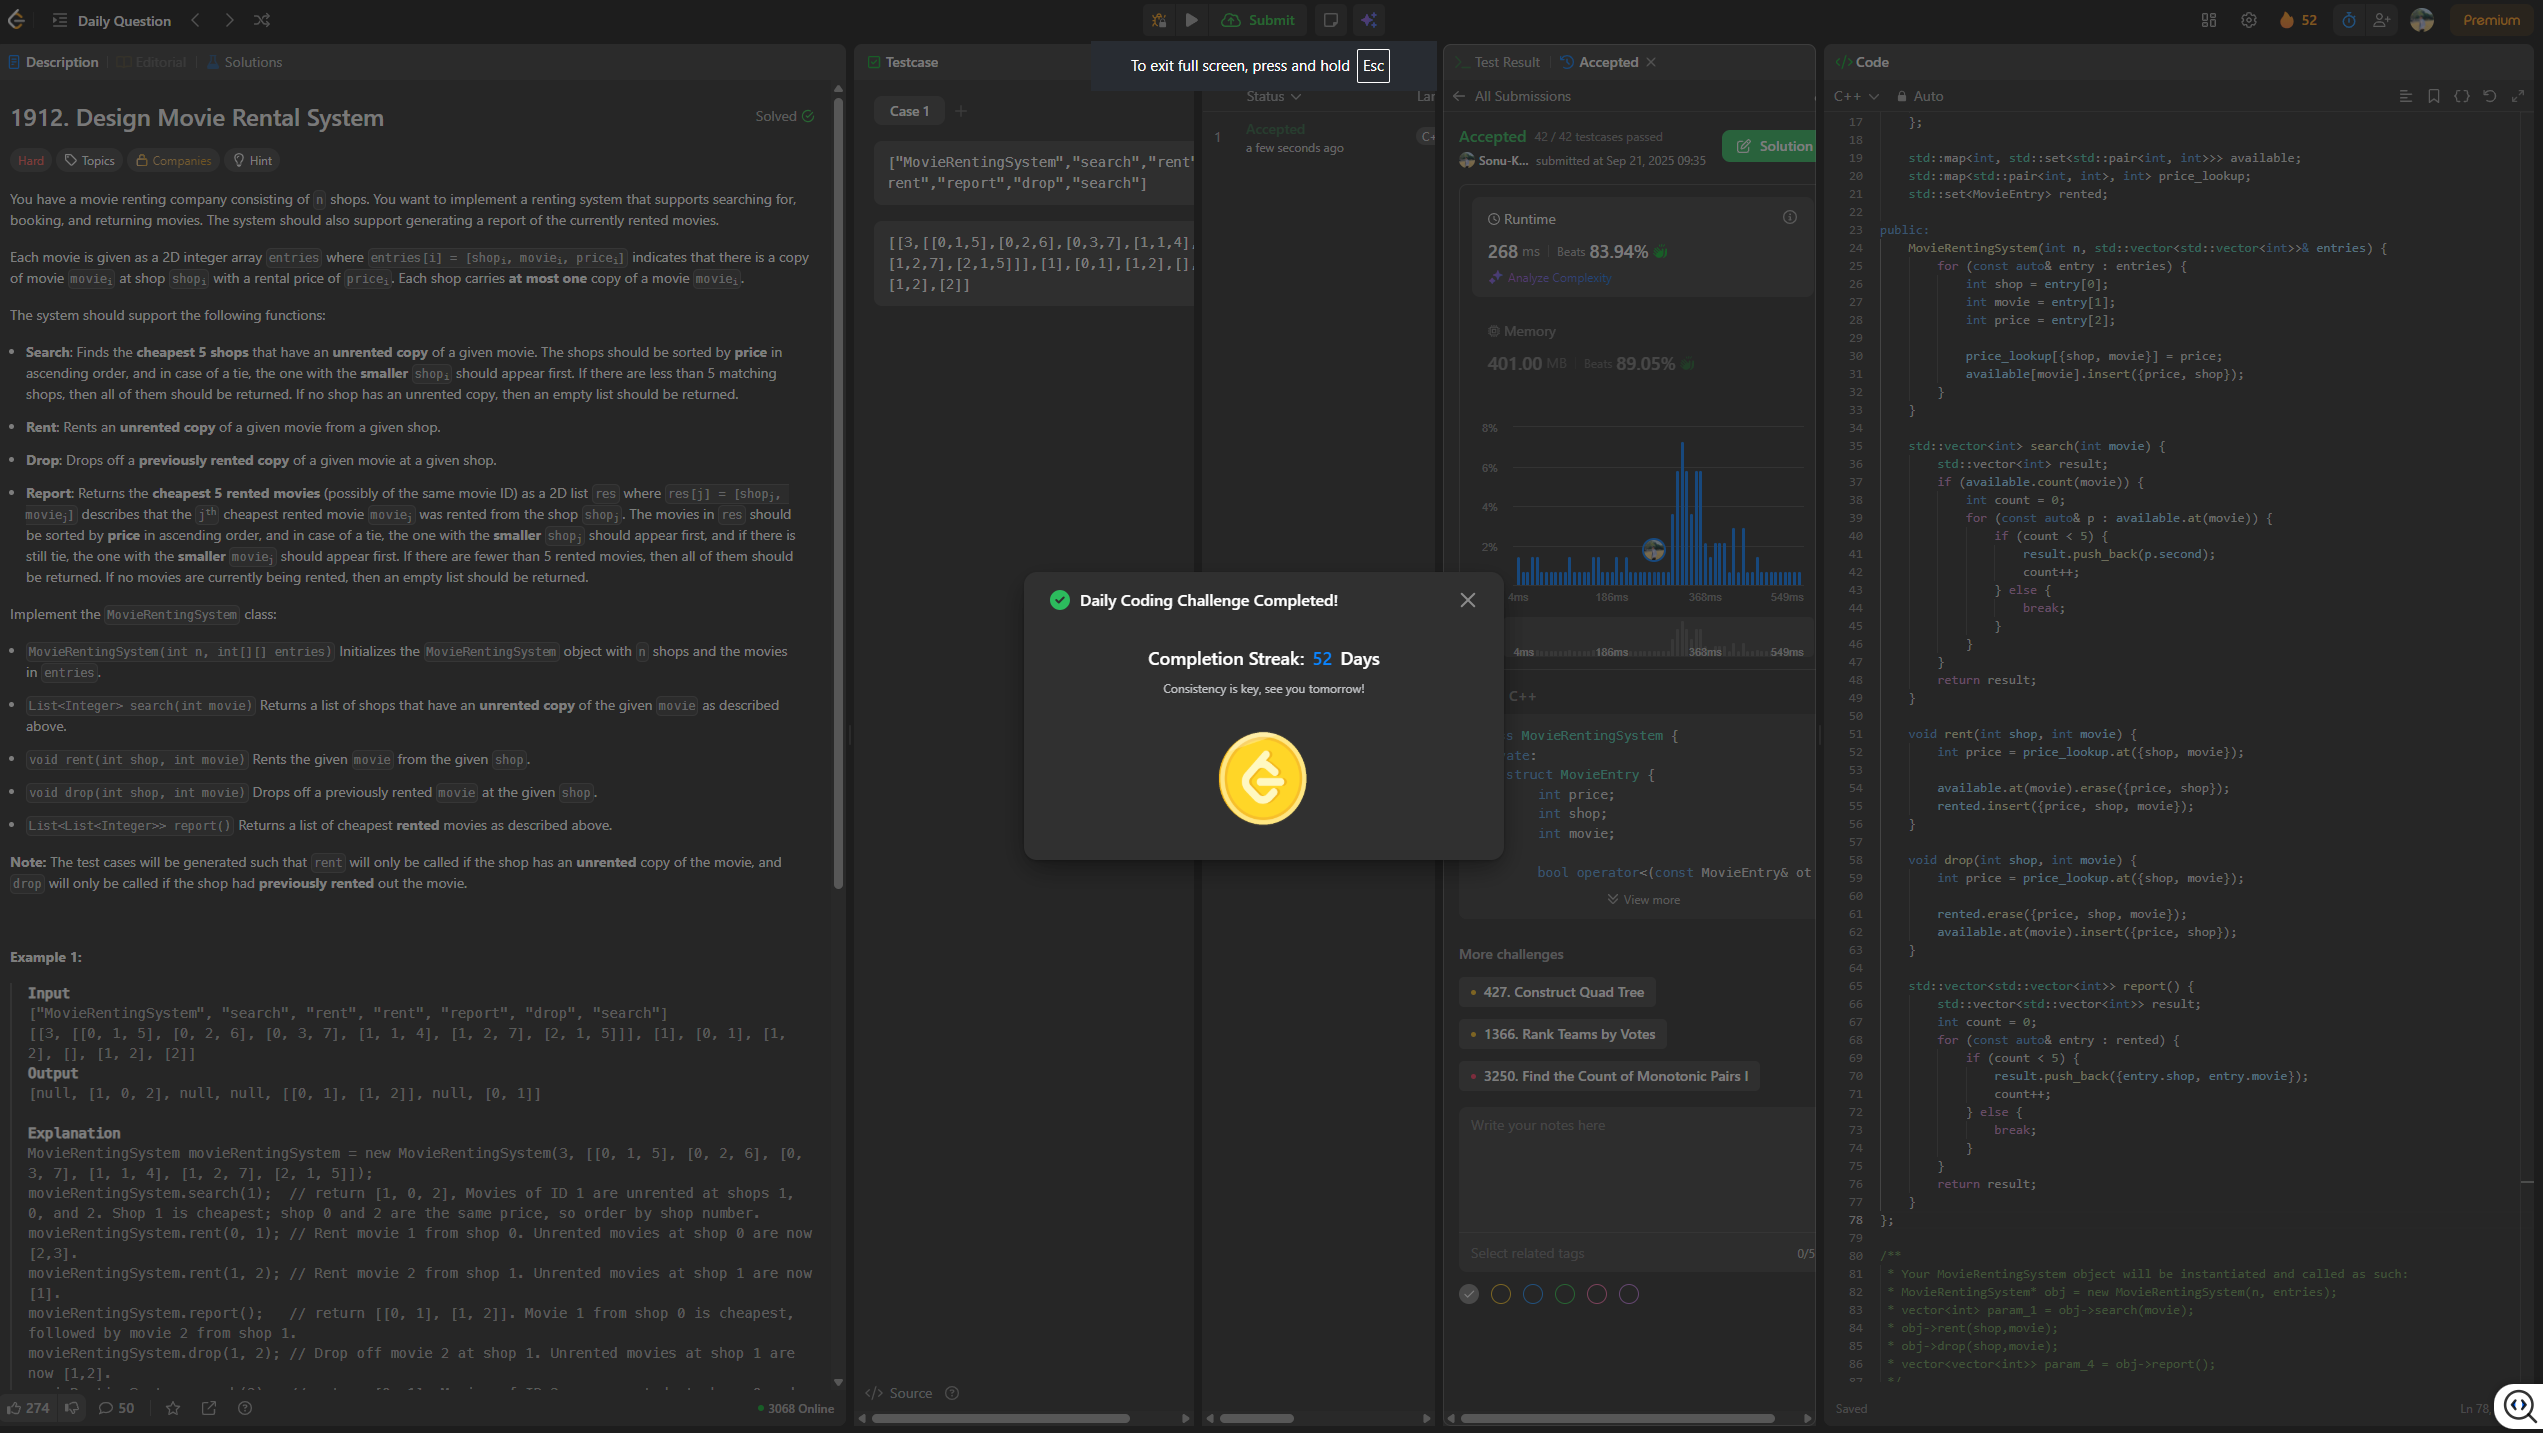 Daily Question
Submit
52
Premium
Description
Editorial
Solutions
1912. Design Movie Rental System
Solved
Hard
Topics
Companies
Hint
You have a movie renting company consisting of n shops. You want to implement a renting system that supports searching for,
booking, and returning movies. The system should also support generating a report of the currently rented movies.
Each movie is given as a 2D integer array entries where entries[i] = [shopi, moviei, pricei] indicates that there is a copy
of movie moviei at shop shopi with a rental price of pricei. Each shop carries at most one copy of a movie moviei.
The system should support the following functions:
• Search: Finds the cheapest 5 shops that have an unrented copy of a given movie. The shops should be sorted by price in
ascending order, and in case of a tie, the one with the smaller shopi should appear first. If there are less than 5 matching
shops, then all of them should be returned. If no shop has an unrented copy, then an empty list should be returned.
• Rent: Rents an unrented copy of a given movie from a given shop.
• Drop: Drops off a previously rented copy of a given movie at a given shop.
• Report: Returns the cheapest 5 rented movies (possibly of the same movie ID) as a 2D list res where res[j] = [shopj,
moviej] describes that the jth cheapest rented movie moviej was rented from the shop shopj. The movies in res should
be sorted by price in ascending order, and in case of a tie, the one with the smaller shopj should appear first, and if there is
still tie, the one with the smaller moviej should appear first. If there are fewer than 5 rented movies, then all of them should
be returned. If no movies are currently being rented, then an empty list should be returned.
Implement the MovieRentingSystem class:
• MovieRentingSystem(int n, int[][] entries) Initializes the MovieRentingSystem object with n shops and the movies
in entries.
• List<Integer> search(int movie) Returns a list of shops that have an unrented copy of the given movie as described
above.
• void rent(int shop, int movie) Rents the given movie from the given shop.
• void drop(int shop, int movie) Drops off a previously rented movie at the given shop.
• List<List<Integer>> report() Returns a list of cheapest rented movies as described above.
Note: The test cases will be generated such that rent will only be called if the shop has an unrented copy of the movie, and
drop will only be called if the shop had previously rented out the movie.
Example 1:
Input
["MovieRentingSystem", "search", "rent", "rent", "report", "drop", "search"]
[[3, [[0, 1, 5], [0, 2, 6], [0, 3, 7], [1, 1, 4], [1, 2, 7], [2, 1, 5]]], [1], [0, 1], [1,
2], [], [1, 2], [2]]
Output
[null, [1, 0, 2], null, null, [[0, 1], [1, 2]], null, [0, 1]]
Explanation
MovieRentingSystem movieRentingSystem = new MovieRentingSystem(3, [[0, 1, 5], [0, 2, 6], [0,
3, 7], [1, 1, 4], [1, 2, 7], [2, 1, 5]]);
movieRentingSystem.search(1);  // return [1, 0, 2], Movies of ID 1 are unrented at shops 1,
0, and 2. Shop 1 is cheapest; shop 0 and 2 are the same price, so order by shop number.
movieRentingSystem.rent(0, 1); // Rent movie 1 from shop 0. Unrented movies at shop 0 are now
[2,3].
movieRentingSystem.rent(1, 2); // Rent movie 2 from shop 1. Unrented movies at shop 1 are now
[1].
movieRentingSystem.report();   // return [[0, 1], [1, 2]]. Movie 1 from shop 0 is cheapest,
followed by movie 2 from shop 1.
movieRentingSystem.drop(1, 2); // Drop off movie 2 at shop 1. Unrented movies at shop 1 are
now [1,2].
274
50
3068 Online
Testcase
Case 1
["MovieRentingSystem","search","rent"
rent","report","drop","search"]
[[3,[[0,1,5],[0,2,6],[0,3,7],[1,1,4],
[1,2,7],[2,1,5]]],[1],[0,1],[1,2],[],
[1,2],[2]]
Source
To exit full screen, press and hold Esc
Status
Lar
1
Accepted
a few seconds ago
C+
Test Result
Accepted
All Submissions
Accepted 42 / 42 testcases passed
Sonu-K... submitted at Sep 21, 2025 09:35
Solution
Runtime
268 ms Beats 83.94%
Analyze Complexity
Memory
401.00 MB Beats 89.05%
8%
6%
4%
2%
4ms 186ms 368ms 549ms
4ms 186ms 368ms 549ms
Daily Coding Challenge Completed!
Completion Streak: 52 Days
Consistency is key, see you tomorrow!
C++
s MovieRentingSystem {
ate:
struct MovieEntry {
int price;
int shop;
int movie;
bool operator<(const MovieEntry& ot
View more
More challenges
427. Construct Quad Tree
1366. Rank Teams by Votes
3250. Find the Count of Monotonic Pairs I
Write your notes here
Select related tags
0/5
Code
C++
Auto
17 };
18
19 std::map<int, std::set<std::pair<int, int>>> available;
20 std::map<std::pair<int, int>, int> price_lookup;
21 std::set<MovieEntry> rented;
22
23 public:
24 MovieRentingSystem(int n, std::vector<std::vector<int>>& entries) {
25 for (const auto& entry : entries) {
26 int shop = entry[0];
27 int movie = entry[1];
28 int price = entry[2];
29
30 price_lookup[{shop, movie}] = price;
31 available[movie].insert({price, shop});
32 }
33 }
34
35 std::vector<int> search(int movie) {
36 std::vector<int> result;
37 if (available.count(movie)) {
38 int count = 0;
39 for (const auto& p : available.at(movie)) {
40 if (count < 5) {
41 result.push_back(p.second);
42 count++;
43 } else {
44 break;
45 }
46 }
47 }
48 return result;
49 }
50
51 void rent(int shop, int movie) {
52 int price = price_lookup.at({shop, movie});
53
54 available.at(movie).erase({price, shop});
55 rented.insert({price, shop, movie});
56 }
57
58 void drop(int shop, int movie) {
59 int price = price_lookup.at({shop, movie});
60
61 rented.erase({price, shop, movie});
62 available.at(movie).insert({price, shop});
63 }
64
65 std::vector<std::vector<int>> report() {
66 std::vector<std::vector<int>> result;
67 int count = 0;
68 for (const auto& entry : rented) {
69 if (count < 5) {
70 result.push_back({entry.shop, entry.movie});
71 count++;
72 } else {
73 break;
74 }
75 }
76 return result;
77 }
78 };
79
80 /**
81 * Your MovieRentingSystem object will be instantiated and called as such:
82 * MovieRentingSystem* obj = new MovieRentingSystem(n, entries);
83 * vector<int> param_1 = obj->search(movie);
84 * obj->rent(shop,movie);
85 * obj->drop(shop,movie);
86 * vector<vector<int>> param_4 = obj->report();
Saved
Ln 78,